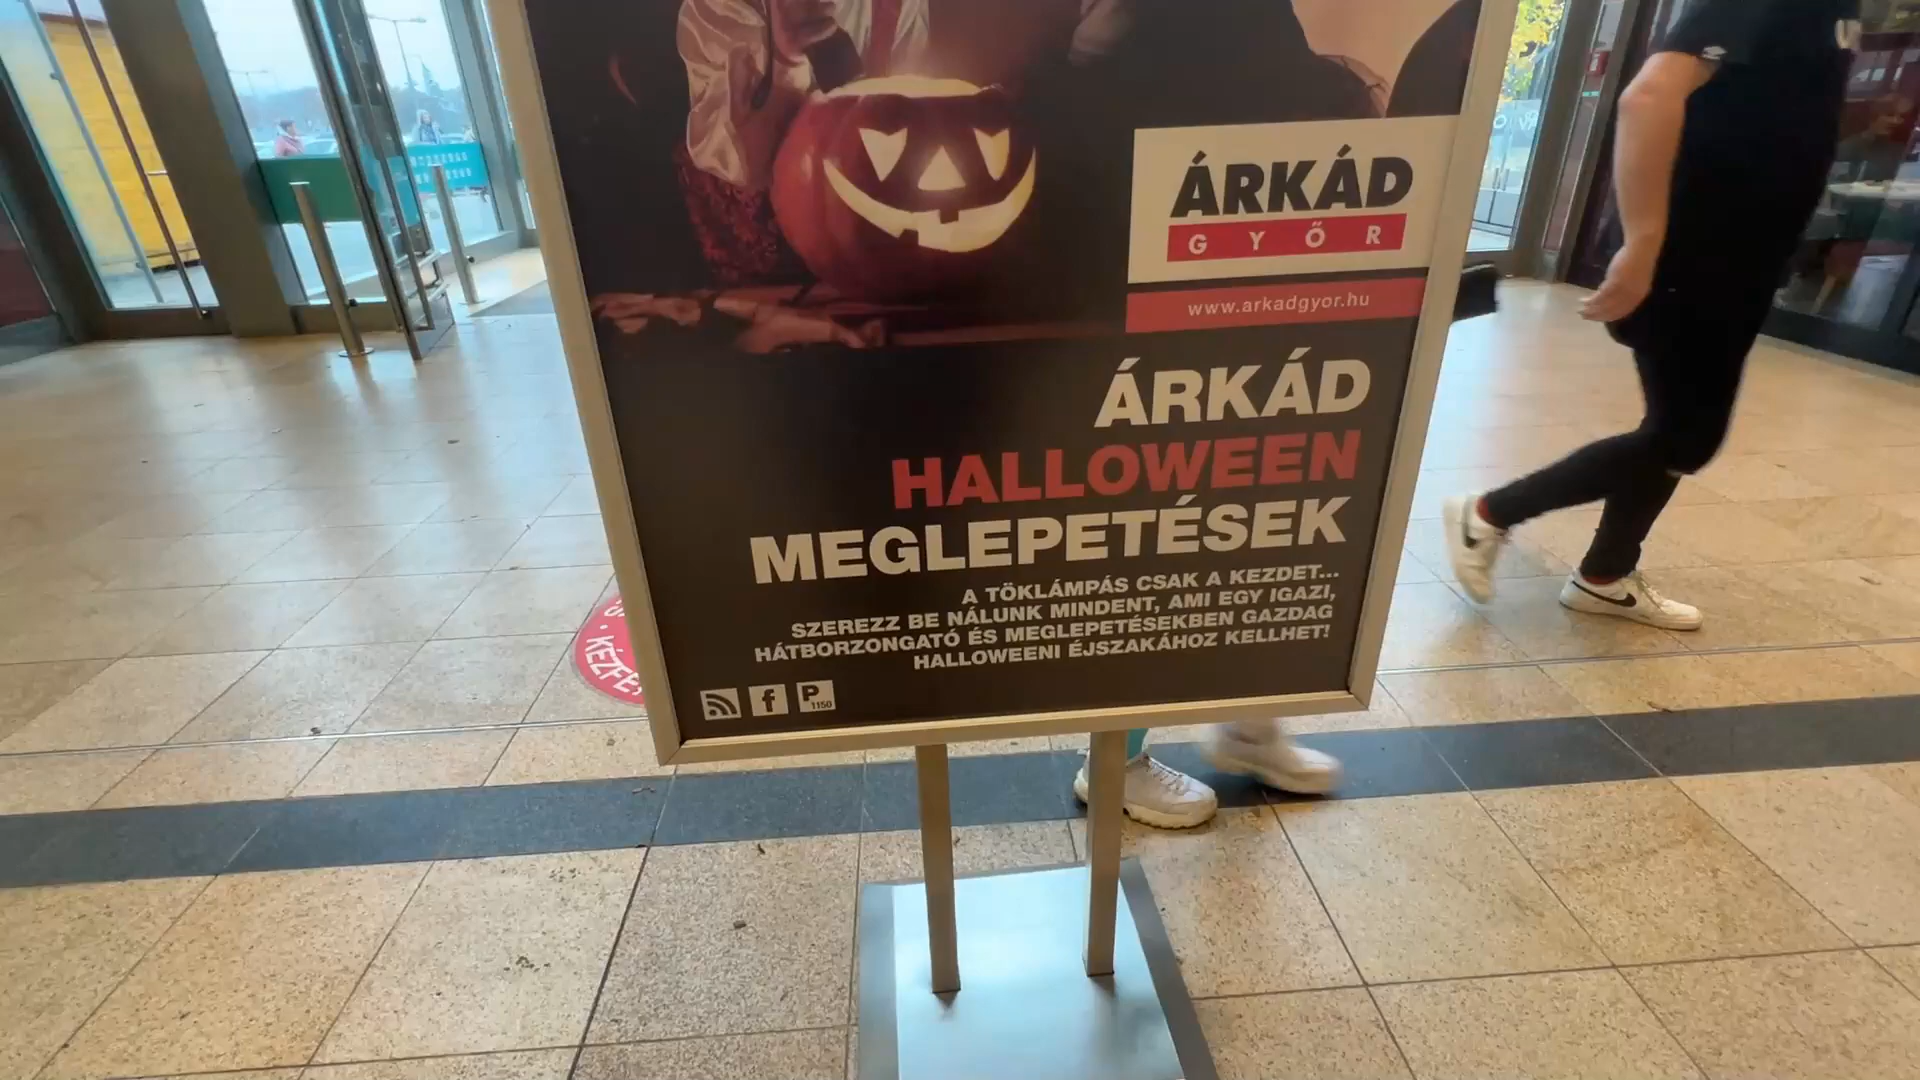 ÁRKÁD
GYŐR
www.arkadgyor.hu
ÁRKÁD
HALLOWEEN
MEGLEPETÉSEK
A TÖKLÁMPÁS CSAK A KEZDET...
SZEREZZ BE NÁLUNK MINDENT, AMI EGY IGAZI,
HÁTBORZONGATÓ ÉS MEGLEPETÉSEKBEN GAZDAG
HALLOWEENI ÉJSZAKÁHOZ KELLHET!
f
P
1150